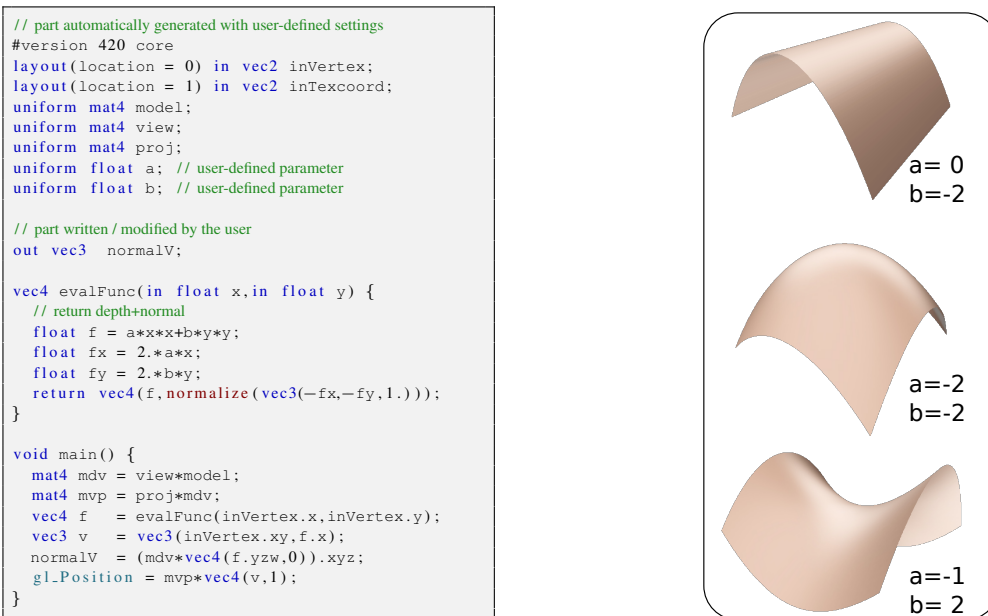 // part automatically generated with user-defined settings
#version 420 core
layout(location = 0) in vec2 inVertex;
layout(location = 1) in vec2 inTexcoord;
uniform mat4 model;
uniform mat4 view;
uniform mat4 proj;
uniform float a; // user-defined parameter
uniform float b; // user-defined parameter

// part written / modified by the user
out vec3 normalV;

vec4 evalFunc(in float x,in float y) {
// return depth+normal
float f = a*x*x+b*y*y;
float fx = 2.*a*x;
float fy = 2.*b*y;
return vec4(f,normalize(vec3(−fx,−fy,1.)));
}

void main() {
mat4 mdv = view*model;
mat4 mvp = proj*mdv;
vec4 f = evalFunc(inVertex.x,inVertex.y);
vec3 v = vec3(inVertex.xy,f.x);
normalV = (mdv*vec4(f.yzw,0)).xyz;
gl_Position = mvp*vec4(v,1);
}
a= 0
b=-2
a=-2
b=-2
a=-1
b= 2